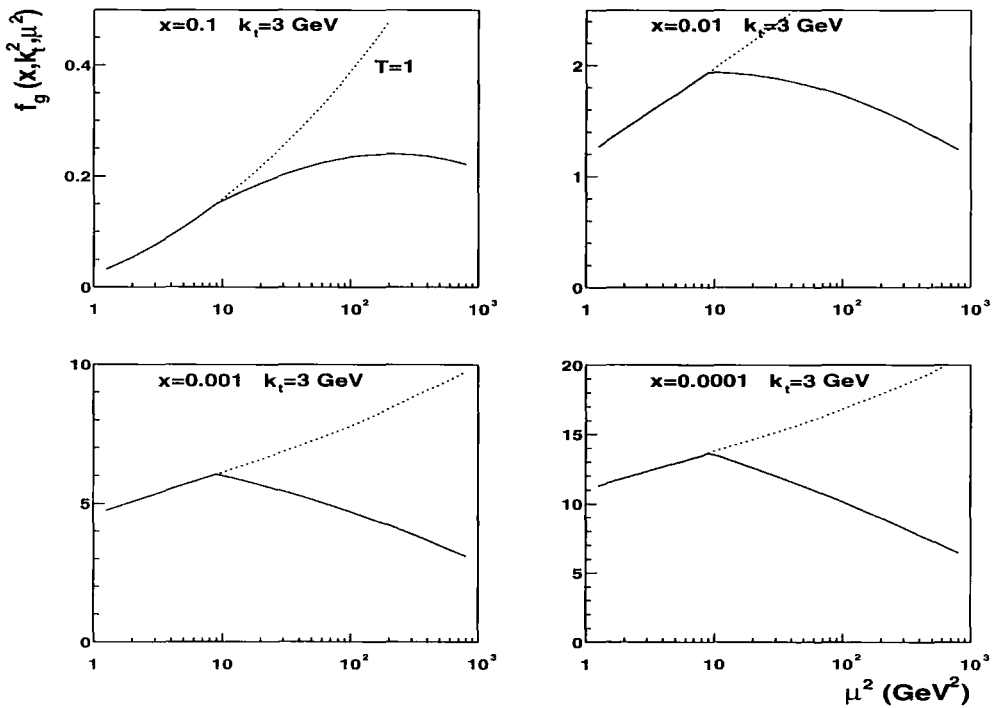 f_g (x,k_t^2,μ^2)
x=0.1 k_t=3 GeV
T=1
0.4
0.2
0
1 10 10^2 10^3
x=0.01 k_t=3 GeV
2
1
0
1 10 10^2 10^3
x=0.001 k_t=3 GeV
10
5
0
1 10 10^2 10^3
x=0.0001 k_t=3 GeV
20
15
10
5
0
1 10 10^2 10^3
μ^2 (GeV^2)